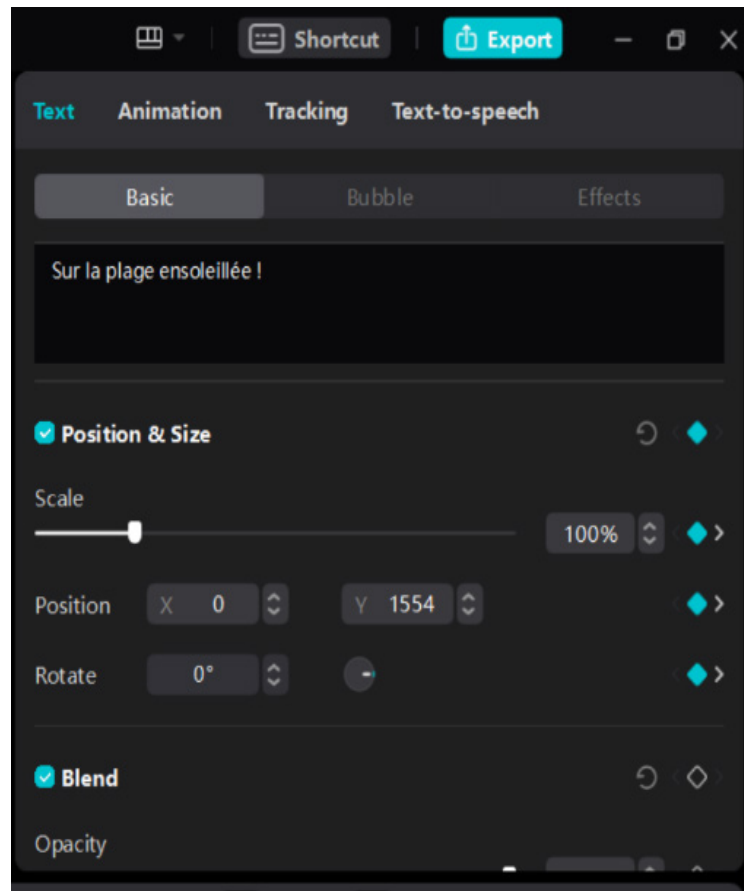 Shortcut Export
Text Animation Tracking Text-to-speech
Basic Bubble Effects
Sur la plage ensoleillée !
Position & Size
Scale
100%
Position X 0 Y 1554
Rotate 0°
Blend
Opacity